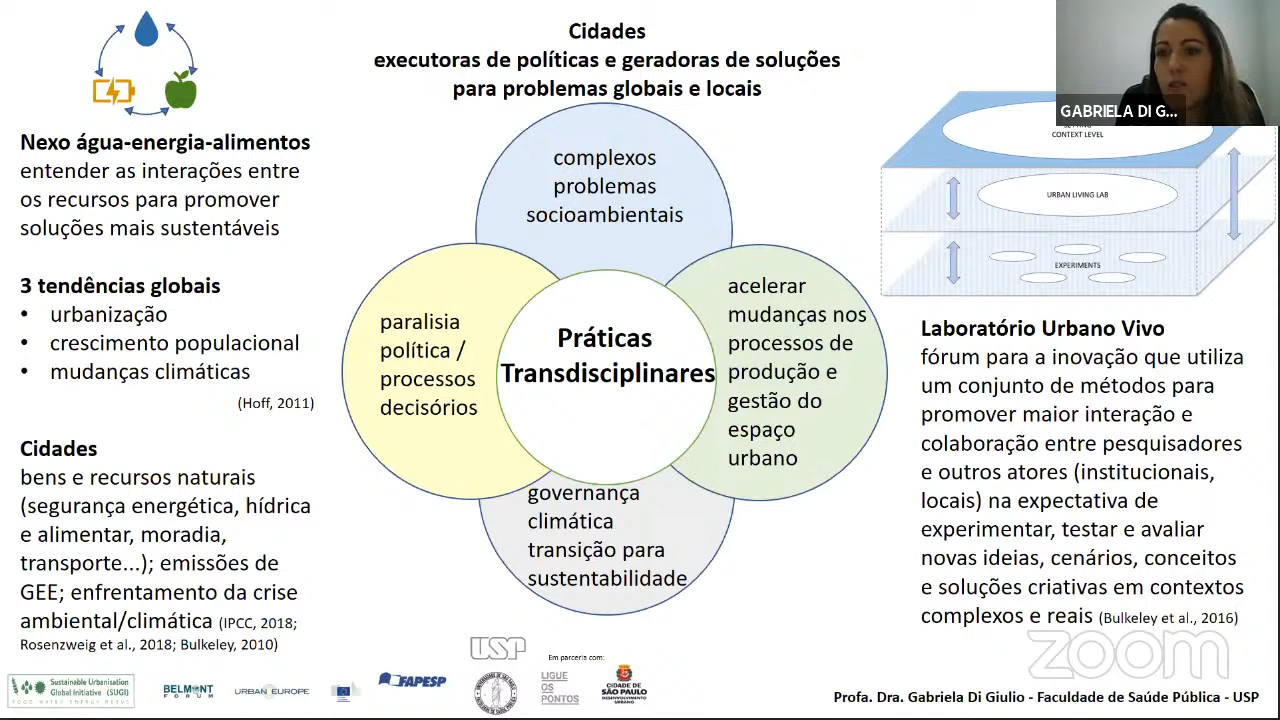 Cidades
executoras de políticas e geradoras de soluções
para problemas globais e locais
GABRIELA DI G...
Nexo água-energia-alimentos
entender as interações entre
os recursos para promover
soluções mais sustentáveis
3 tendências globais
• urbanização
• crescimento populacional
• mudanças climáticas
(Hoff, 2011)
Cidades
bens e recursos naturais
(segurança energética, hídrica
e alimentar, moradia,
transporte...); emissões de
GEE; enfrentamento da crise
ambiental/climática (IPCC, 2018;
Rosenzweig et al., 2018; Bulkeley, 2010)
complexos
problemas
socioambientais
paralisia
política /
processos
decisórios
Práticas
Transdisciplinares
acelerar
mudanças nos
processos de
produção e
gestão do
espaço
urbano
governança
climática
transição para
sustentabilidade
CONTEXT LEVEL
URBAN LIVING LAB
EXPERIMENTS
Laboratório Urbano Vivo
fórum para a inovação que utiliza
um conjunto de métodos para
promover maior interação e
colaboração entre pesquisadores
e outros atores (institucionais,
locais) na expectativa de
experimentar, testar e avaliar
novas ideias, cenários, conceitos
e soluções criativas em contextos
complexos e reais (Bulkeley et al., 2016)
zoom
Sustainable Urbanisation
Global Initiative (SUGI)
FOOD WATER ENERGY NEXUS
BELMONT
FORUM
URBAN EUROPE
FAPESP
USP
Em parceria com:
LIGUE
OS
PONTOS
CIDADE DE
SÃO PAULO
DESENVOLVIMENTO
URBANO
Profa. Dra. Gabriela Di Giulio - Faculdade de Saúde Pública - USP